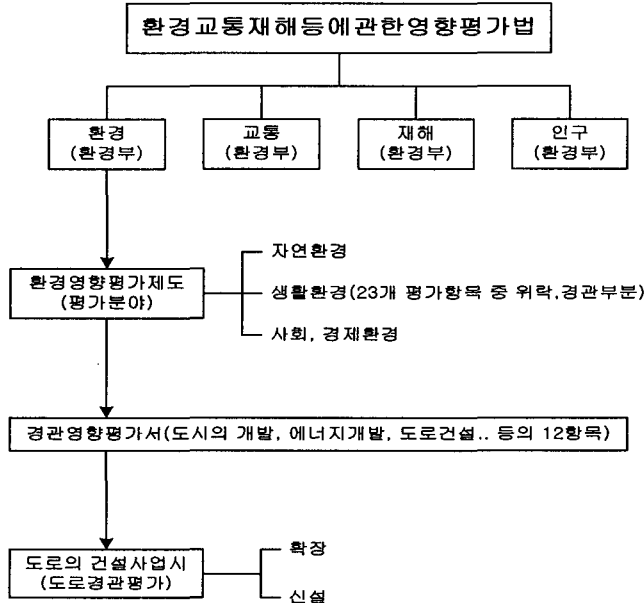 환경교통재해등에관한영향평가법
환경
(환경부)
교통
(환경부)
재해
(환경부)
인구
(환경부)
환경영향평가제도
(평가분야)
자연환경
생활환경(23개 평가항목 중 위락,경관부분)
사회, 경제환경
경관영향평가서(도시의 개발, 에너지개발, 도로건설.. 등의 12항목)
도로의 건설사업시
(도로경관평가)
확장
신설